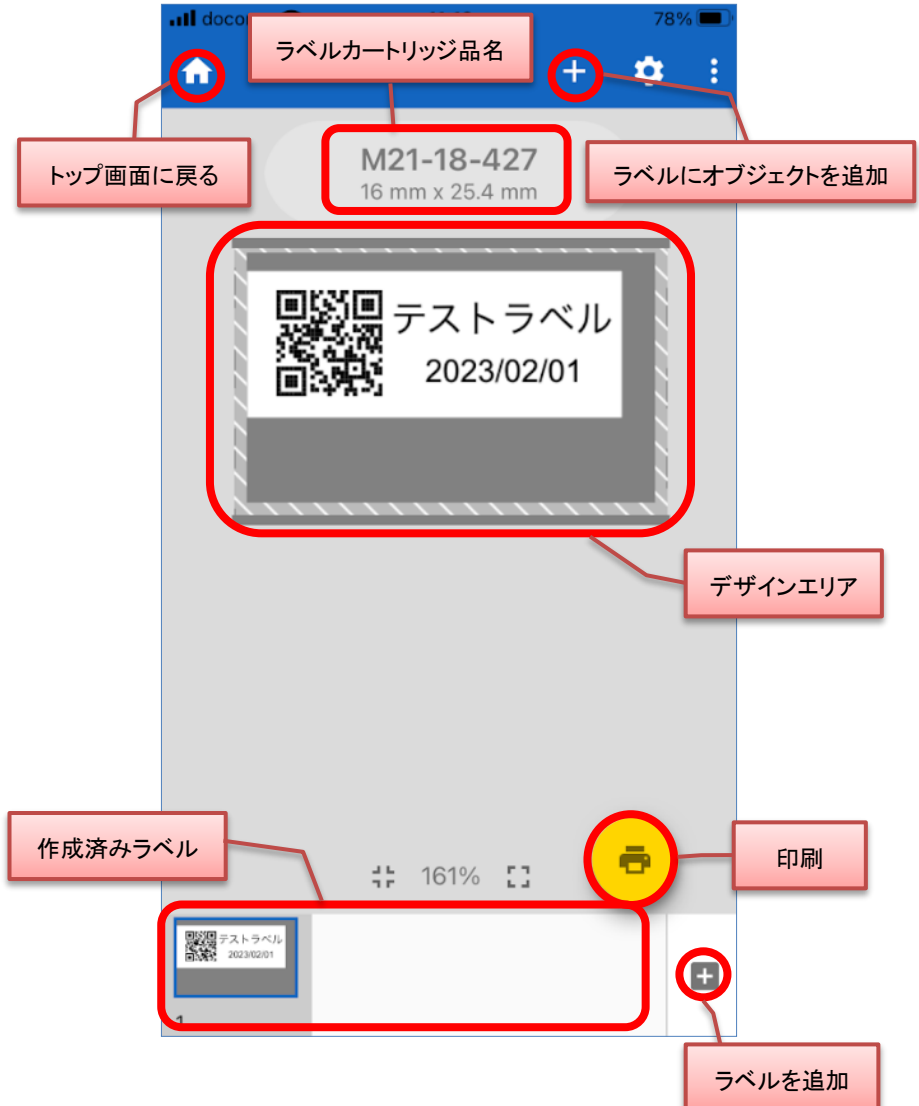 78%
ラベルカートリッジ品名
トップ画面に戻る
M21-18-427
16 mm x 25.4 mm
ラベルにオブジェクトを追加
テストラベル
2023/02/01
デザインエリア
作成済みラベル
161%
印刷
テストラベル
2023/02/01
1
ラベルを追加